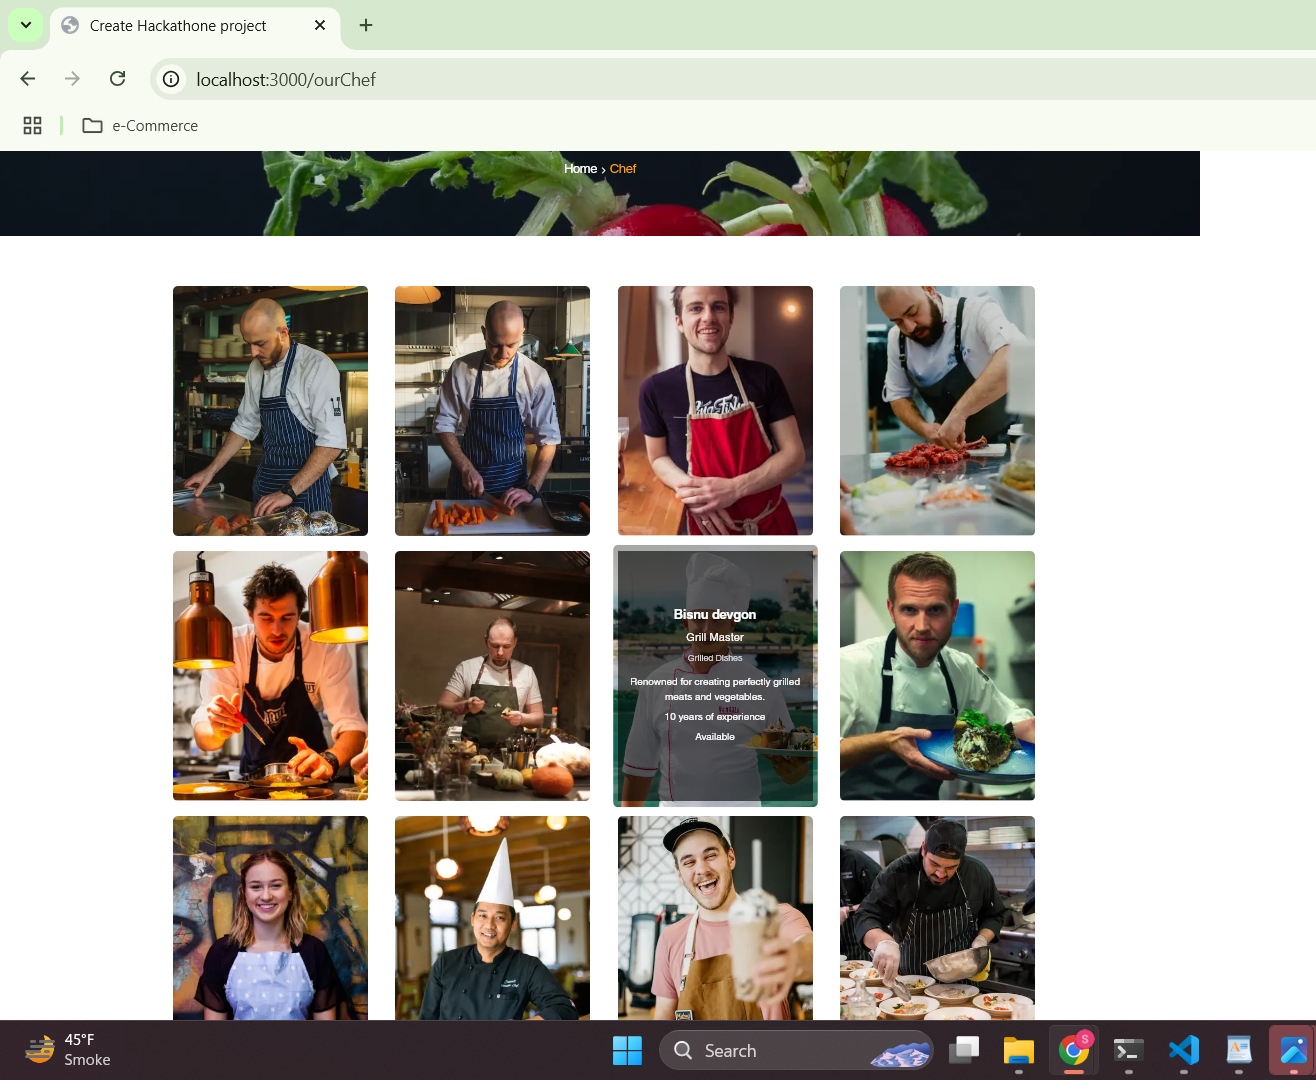 Create Hackathone project
localhost:3000/ourChef
e-Commerce
Home › Chef
Bisnu devgon
Grill Master
Grilled Dishes
Renowned for creating perfectly grilled
meats and vegetables.
10 years of experience
Available
45°F
Smoke
Search
S